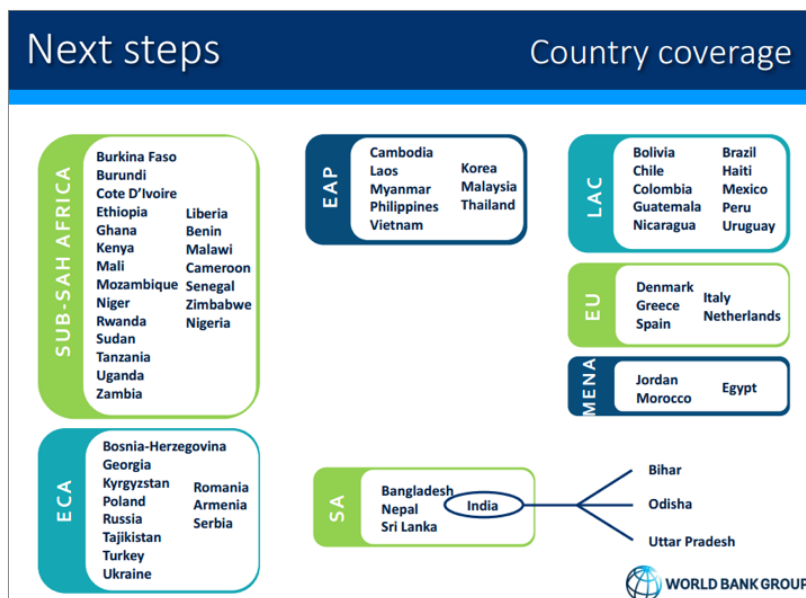 Next steps
Country coverage
SUB-SAH AFRICA
Burkina Faso
Burundi
Cote D'Ivoire
Ethiopia
Ghana
Kenya
Mali
Mozambique
Niger
Rwanda
Sudan
Tanzania
Uganda
Zambia
Liberia
Benin
Malawi
Cameroon
Senegal
Zimbabwe
Nigeria
EAP
Cambodia
Laos
Myanmar
Philippines
Vietnam
Korea
Malaysia
Thailand
LAC
Bolivia
Chile
Colombia
Guatemala
Nicaragua
Brazil
Haiti
Mexico
Peru
Uruguay
EU
Denmark
Greece
Spain
Italy
Netherlands
MENA
Jordan
Morocco
Egypt
ECA
Bosnia-Herzegovina
Georgia
Kyrgyzstan
Poland
Russia
Tajikistan
Turkey
Ukraine
Romania
Armenia
Serbia
SA
Bangladesh
Nepal
Sri Lanka
India
Bihar
Odisha
Uttar Pradesh
WORLD BANK GROUP